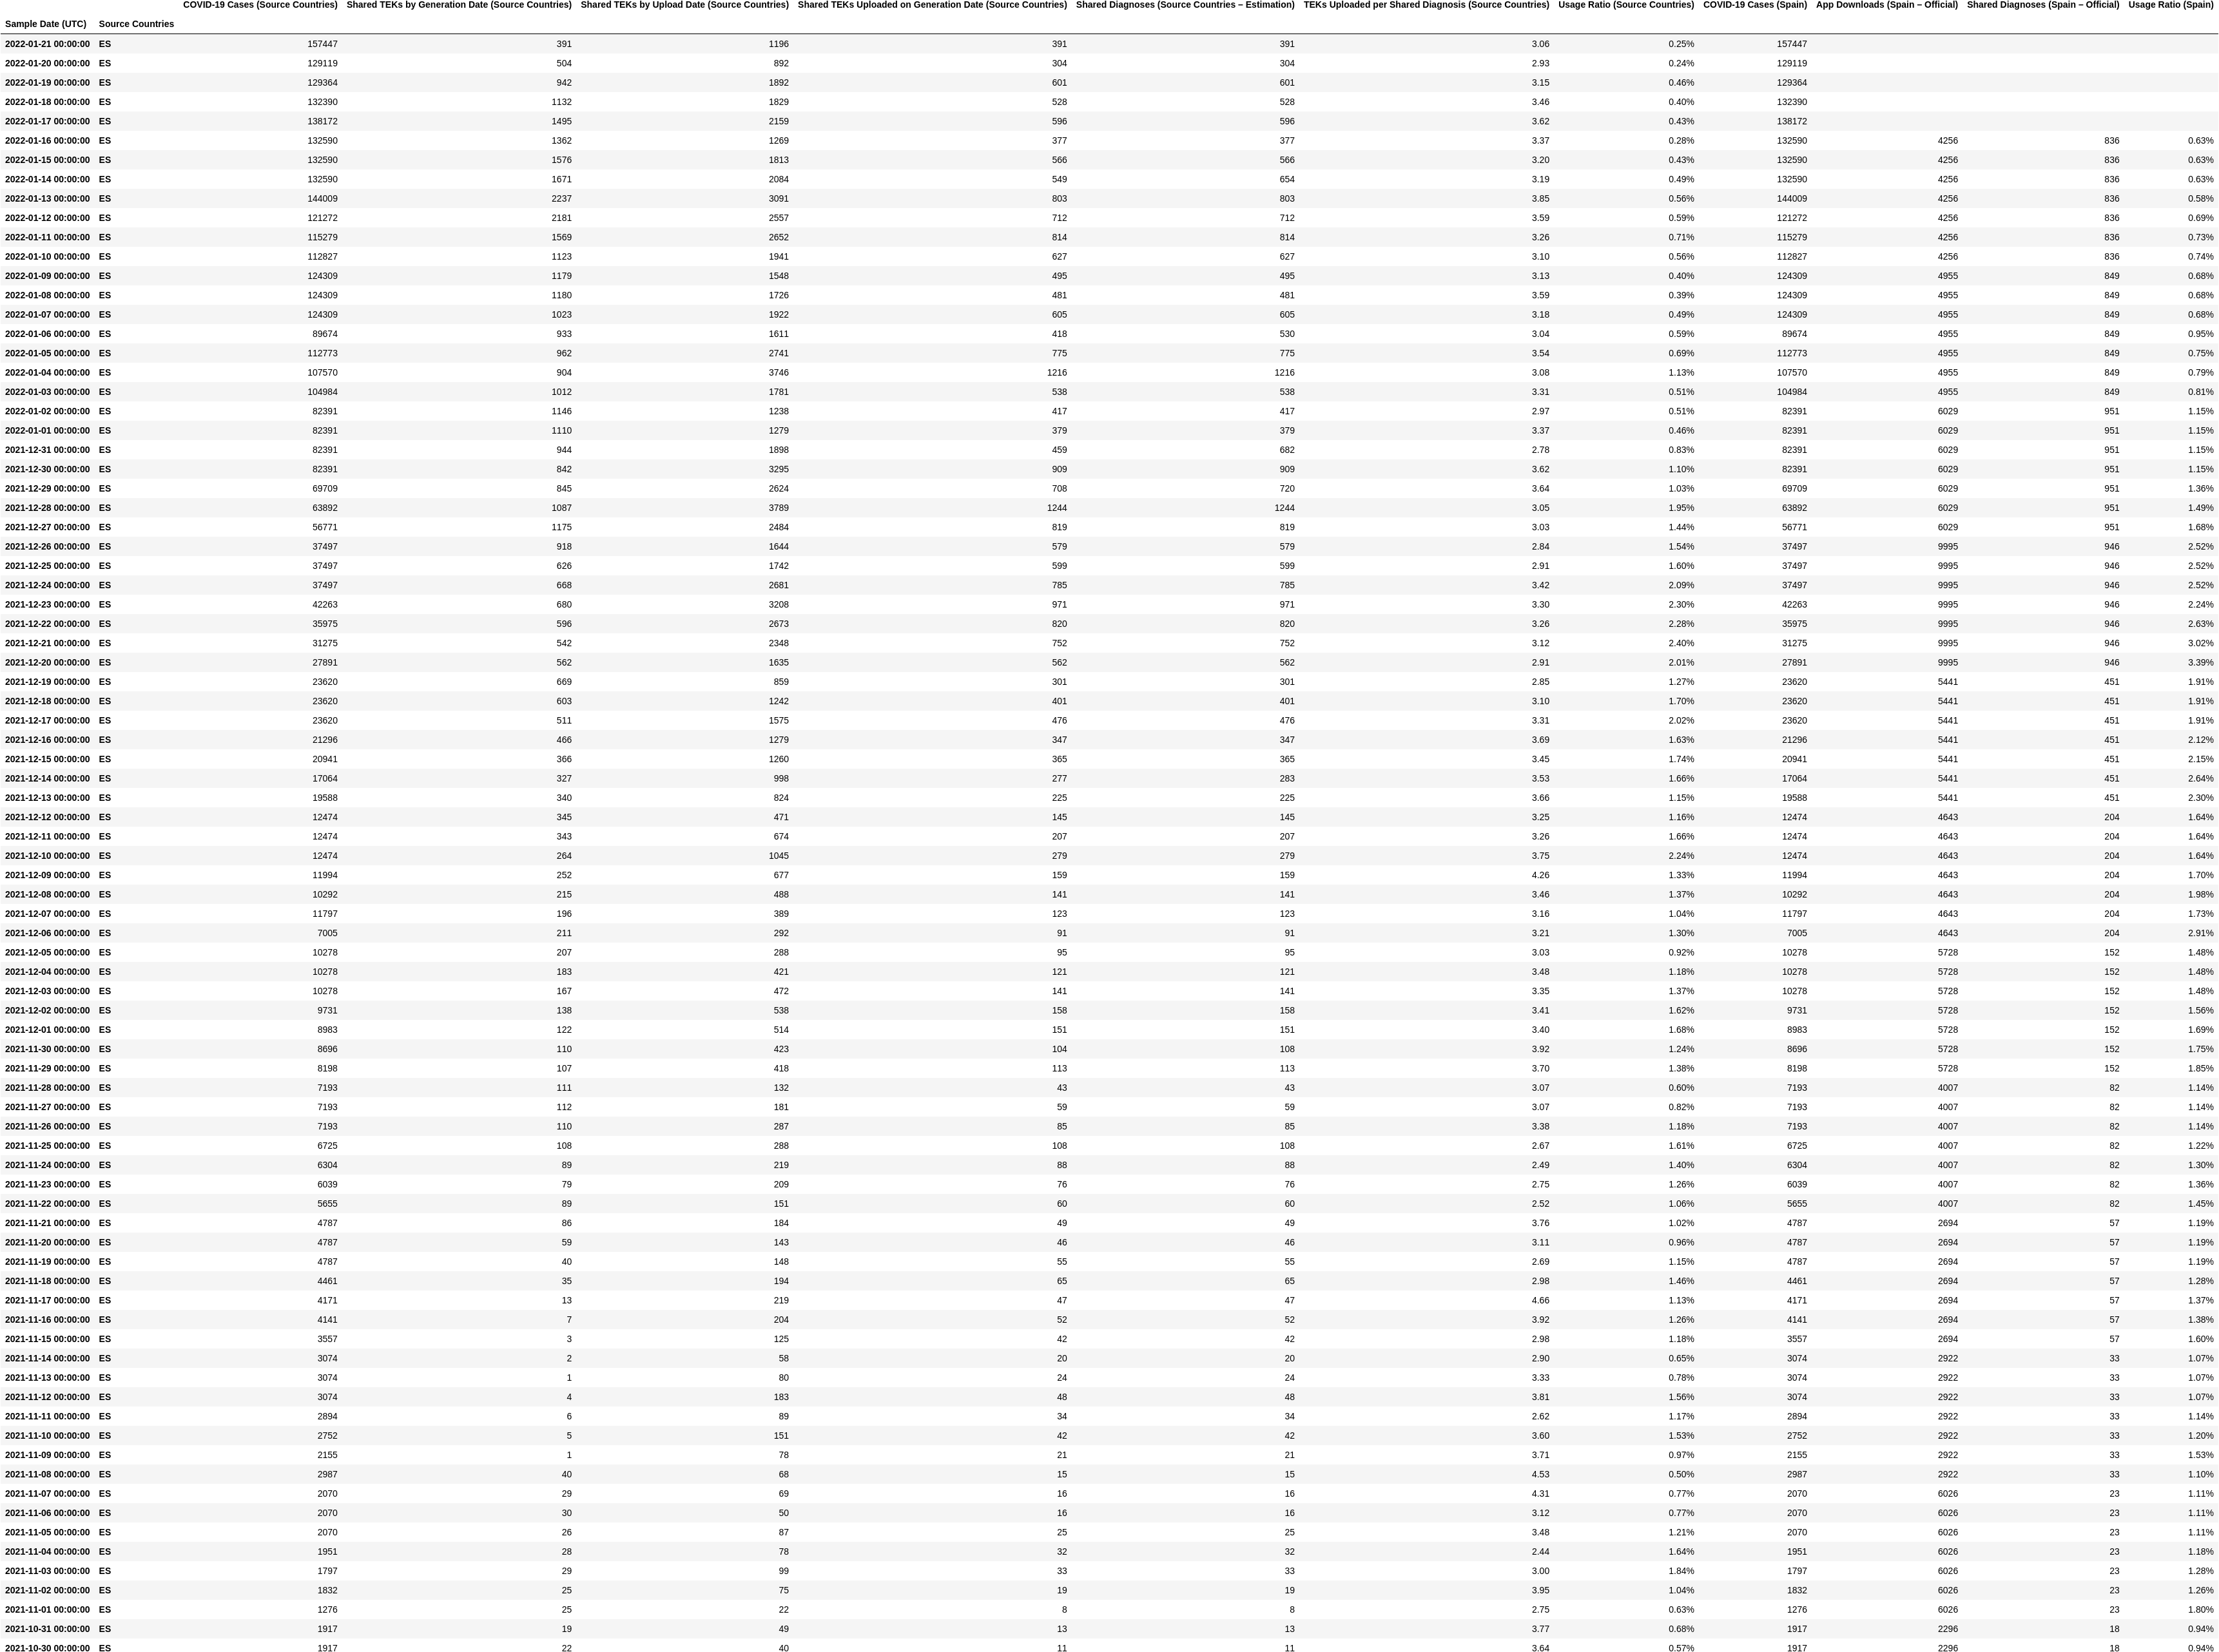 COVID-19 Cases (Source Countries) Shared TEKs by Generation Date (Source Countries) Shared TEKs by Upload Date (Source Countries) Shared TEKs Uploaded on Generation Date (Source Countries) Shared Diagnoses (Source Countries – Estimation) TEKs Uploaded per Shared Diagnosis (Source Countries) Usage Ratio (Source Countries) COVID-19 Cases (Spain) App Downloads (Spain – Official) Shared Diagnoses (Spain – Official) Usage Ratio (Spain)
Sample Date (UTC) Source Countries
2022-01-21 00:00:00 ES 157447 391 1196 391 391 3.06 0.25% 157447
2022-01-20 00:00:00 ES 129119 504 892 304 304 2.93 0.24% 129119
2022-01-19 00:00:00 ES 129364 942 1892 601 601 3.15 0.46% 129364
2022-01-18 00:00:00 ES 132390 1132 1829 528 528 3.46 0.40% 132390
2022-01-17 00:00:00 ES 138172 1495 2159 596 596 3.62 0.43% 138172
2022-01-16 00:00:00 ES 132590 1362 1269 377 377 3.37 0.28% 132590 4256 836 0.63%
2022-01-15 00:00:00 ES 132590 1576 1813 566 566 3.20 0.43% 132590 4256 836 0.63%
2022-01-14 00:00:00 ES 132590 1671 2084 549 654 3.19 0.49% 132590 4256 836 0.63%
2022-01-13 00:00:00 ES 144009 2237 3091 803 803 3.85 0.56% 144009 4256 836 0.58%
2022-01-12 00:00:00 ES 121272 2181 2557 712 712 3.59 0.59% 121272 4256 836 0.69%
2022-01-11 00:00:00 ES 115279 1569 2652 814 814 3.26 0.71% 115279 4256 836 0.73%
2022-01-10 00:00:00 ES 112827 1123 1941 627 627 3.10 0.56% 112827 4256 836 0.74%
2022-01-09 00:00:00 ES 124309 1179 1548 495 495 3.13 0.40% 124309 4955 849 0.68%
2022-01-08 00:00:00 ES 124309 1180 1726 481 481 3.59 0.39% 124309 4955 849 0.68%
2022-01-07 00:00:00 ES 124309 1023 1922 605 605 3.18 0.49% 124309 4955 849 0.68%
2022-01-06 00:00:00 ES 89674 933 1611 418 530 3.04 0.59% 89674 4955 849 0.95%
2022-01-05 00:00:00 ES 112773 962 2741 775 775 3.54 0.69% 112773 4955 849 0.75%
2022-01-04 00:00:00 ES 107570 904 3746 1216 1216 3.08 1.13% 107570 4955 849 0.79%
2022-01-03 00:00:00 ES 104984 1012 1781 538 538 3.31 0.51% 104984 4955 849 0.81%
2022-01-02 00:00:00 ES 82391 1146 1238 417 417 2.97 0.51% 82391 6029 951 1.15%
2022-01-01 00:00:00 ES 82391 1110 1279 379 379 3.37 0.46% 82391 6029 951 1.15%
2021-12-31 00:00:00 ES 82391 944 1898 459 682 2.78 0.83% 82391 6029 951 1.15%
2021-12-30 00:00:00 ES 82391 842 3295 909 909 3.62 1.10% 82391 6029 951 1.15%
2021-12-29 00:00:00 ES 69709 845 2624 708 720 3.64 1.03% 69709 6029 951 1.36%
2021-12-28 00:00:00 ES 63892 1087 3789 1244 1244 3.05 1.95% 63892 6029 951 1.49%
2021-12-27 00:00:00 ES 56771 1175 2484 819 819 3.03 1.44% 56771 6029 951 1.68%
2021-12-26 00:00:00 ES 37497 918 1644 579 579 2.84 1.54% 37497 9995 946 2.52%
2021-12-25 00:00:00 ES 37497 626 1742 599 599 2.91 1.60% 37497 9995 946 2.52%
2021-12-24 00:00:00 ES 37497 668 2681 785 785 3.42 2.09% 37497 9995 946 2.52%
2021-12-23 00:00:00 ES 42263 680 3208 971 971 3.30 2.30% 42263 9995 946 2.24%
2021-12-22 00:00:00 ES 35975 596 2673 820 820 3.26 2.28% 35975 9995 946 2.63%
2021-12-21 00:00:00 ES 31275 542 2348 752 752 3.12 2.40% 31275 9995 946 3.02%
2021-12-20 00:00:00 ES 27891 562 1635 562 562 2.91 2.01% 27891 9995 946 3.39%
2021-12-19 00:00:00 ES 23620 669 859 301 301 2.85 1.27% 23620 5441 451 1.91%
2021-12-18 00:00:00 ES 23620 603 1242 401 401 3.10 1.70% 23620 5441 451 1.91%
2021-12-17 00:00:00 ES 23620 511 1575 476 476 3.31 2.02% 23620 5441 451 1.91%
2021-12-16 00:00:00 ES 21296 466 1279 347 347 3.69 1.63% 21296 5441 451 2.12%
2021-12-15 00:00:00 ES 20941 366 1260 365 365 3.45 1.74% 20941 5441 451 2.15%
2021-12-14 00:00:00 ES 17064 327 998 277 283 3.53 1.66% 17064 5441 451 2.64%
2021-12-13 00:00:00 ES 19588 340 824 225 225 3.66 1.15% 19588 5441 451 2.30%
2021-12-12 00:00:00 ES 12474 345 471 145 145 3.25 1.16% 12474 4643 204 1.64%
2021-12-11 00:00:00 ES 12474 343 674 207 207 3.26 1.66% 12474 4643 204 1.64%
2021-12-10 00:00:00 ES 12474 264 1045 279 279 3.75 2.24% 12474 4643 204 1.64%
2021-12-09 00:00:00 ES 11994 252 677 159 159 4.26 1.33% 11994 4643 204 1.70%
2021-12-08 00:00:00 ES 10292 215 488 141 141 3.46 1.37% 10292 4643 204 1.98%
2021-12-07 00:00:00 ES 11797 196 389 123 123 3.16 1.04% 11797 4643 204 1.73%
2021-12-06 00:00:00 ES 7005 211 292 91 91 3.21 1.30% 7005 4643 204 2.91%
2021-12-05 00:00:00 ES 10278 207 288 95 95 3.03 0.92% 10278 5728 152 1.48%
2021-12-04 00:00:00 ES 10278 183 421 121 121 3.48 1.18% 10278 5728 152 1.48%
2021-12-03 00:00:00 ES 10278 167 472 141 141 3.35 1.37% 10278 5728 152 1.48%
2021-12-02 00:00:00 ES 9731 138 538 158 158 3.41 1.62% 9731 5728 152 1.56%
2021-12-01 00:00:00 ES 8983 122 514 151 151 3.40 1.68% 8983 5728 152 1.69%
2021-11-30 00:00:00 ES 8696 110 423 104 108 3.92 1.24% 8696 5728 152 1.75%
2021-11-29 00:00:00 ES 8198 107 418 113 113 3.70 1.38% 8198 5728 152 1.85%
2021-11-28 00:00:00 ES 7193 111 132 43 43 3.07 0.60% 7193 4007 82 1.14%
2021-11-27 00:00:00 ES 7193 112 181 59 59 3.07 0.82% 7193 4007 82 1.14%
2021-11-26 00:00:00 ES 7193 110 287 85 85 3.38 1.18% 7193 4007 82 1.14%
2021-11-25 00:00:00 ES 6725 108 288 108 108 2.67 1.61% 6725 4007 82 1.22%
2021-11-24 00:00:00 ES 6304 89 219 88 88 2.49 1.40% 6304 4007 82 1.30%
2021-11-23 00:00:00 ES 6039 79 209 76 76 2.75 1.26% 6039 4007 82 1.36%
2021-11-22 00:00:00 ES 5655 89 151 60 60 2.52 1.06% 5655 4007 82 1.45%
2021-11-21 00:00:00 ES 4787 86 184 49 49 3.76 1.02% 4787 2694 57 1.19%
2021-11-20 00:00:00 ES 4787 59 143 46 46 3.11 0.96% 4787 2694 57 1.19%
2021-11-19 00:00:00 ES 4787 40 148 55 55 2.69 1.15% 4787 2694 57 1.19%
2021-11-18 00:00:00 ES 4461 35 194 65 65 2.98 1.46% 4461 2694 57 1.28%
2021-11-17 00:00:00 ES 4171 13 219 47 47 4.66 1.13% 4171 2694 57 1.37%
2021-11-16 00:00:00 ES 4141 7 204 52 52 3.92 1.26% 4141 2694 57 1.38%
2021-11-15 00:00:00 ES 3557 3 125 42 42 2.98 1.18% 3557 2694 57 1.60%
2021-11-14 00:00:00 ES 3074 2 58 20 20 2.90 0.65% 3074 2922 33 1.07%
2021-11-13 00:00:00 ES 3074 1 80 24 24 3.33 0.78% 3074 2922 33 1.07%
2021-11-12 00:00:00 ES 3074 4 183 48 48 3.81 1.56% 3074 2922 33 1.07%
2021-11-11 00:00:00 ES 2894 6 89 34 34 2.62 1.17% 2894 2922 33 1.14%
2021-11-10 00:00:00 ES 2752 5 151 42 42 3.60 1.53% 2752 2922 33 1.20%
2021-11-09 00:00:00 ES 2155 1 78 21 21 3.71 0.97% 2155 2922 33 1.53%
2021-11-08 00:00:00 ES 2987 40 68 15 15 4.53 0.50% 2987 2922 33 1.10%
2021-11-07 00:00:00 ES 2070 29 69 16 16 4.31 0.77% 2070 6026 23 1.11%
2021-11-06 00:00:00 ES 2070 30 50 16 16 3.12 0.77% 2070 6026 23 1.11%
2021-11-05 00:00:00 ES 2070 26 87 25 25 3.48 1.21% 2070 6026 23 1.11%
2021-11-04 00:00:00 ES 1951 28 78 32 32 2.44 1.64% 1951 6026 23 1.18%
2021-11-03 00:00:00 ES 1797 29 99 33 33 3.00 1.84% 1797 6026 23 1.28%
2021-11-02 00:00:00 ES 1832 25 75 19 19 3.95 1.04% 1832 6026 23 1.26%
2021-11-01 00:00:00 ES 1276 25 22 8 8 2.75 0.63% 1276 6026 23 1.80%
2021-10-31 00:00:00 ES 1917 19 49 13 13 3.77 0.68% 1917 2296 18 0.94%
2021-10-30 00:00:00 ES 1917 22 40 11 11 3.64 0.57% 1917 2296 18 0.94%